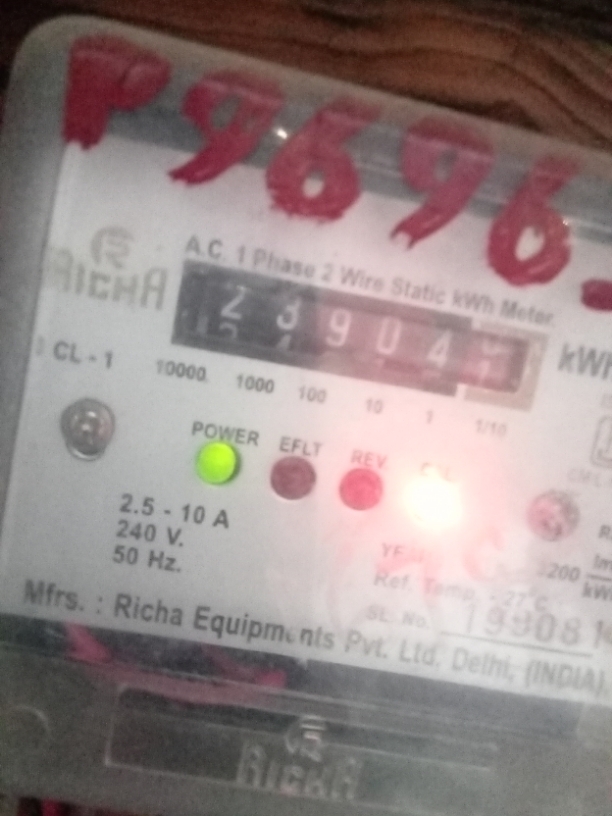 P9696-
RICHA
A.C. 1 Phase 2 Wire Static kWh Meter
23904
kWh
CL - 1
10000 1000 100 10 1 1/10
POWER EFLT REV CAL
2.5 - 10 A
240 V.
50 Hz.
Ref. Temp. - 27°c
SL. No. 199081
Mfrs. : Richa Equipments Pvt. Ltd, Delhi, (INDIA)
RICHA